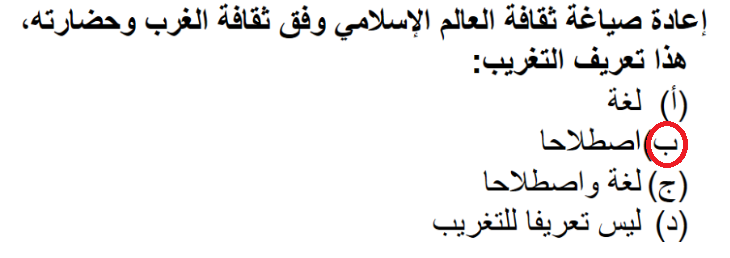 إعادة صياغة ثقافة العالم الإسلامي وفق ثقافة الغرب وحضارته،
هذا تعريف التغريب:
(أ) لغة
(ب) اصطلاحا
(ج) لغة واصطلاحا
(د) ليس تعريفا للتغريب